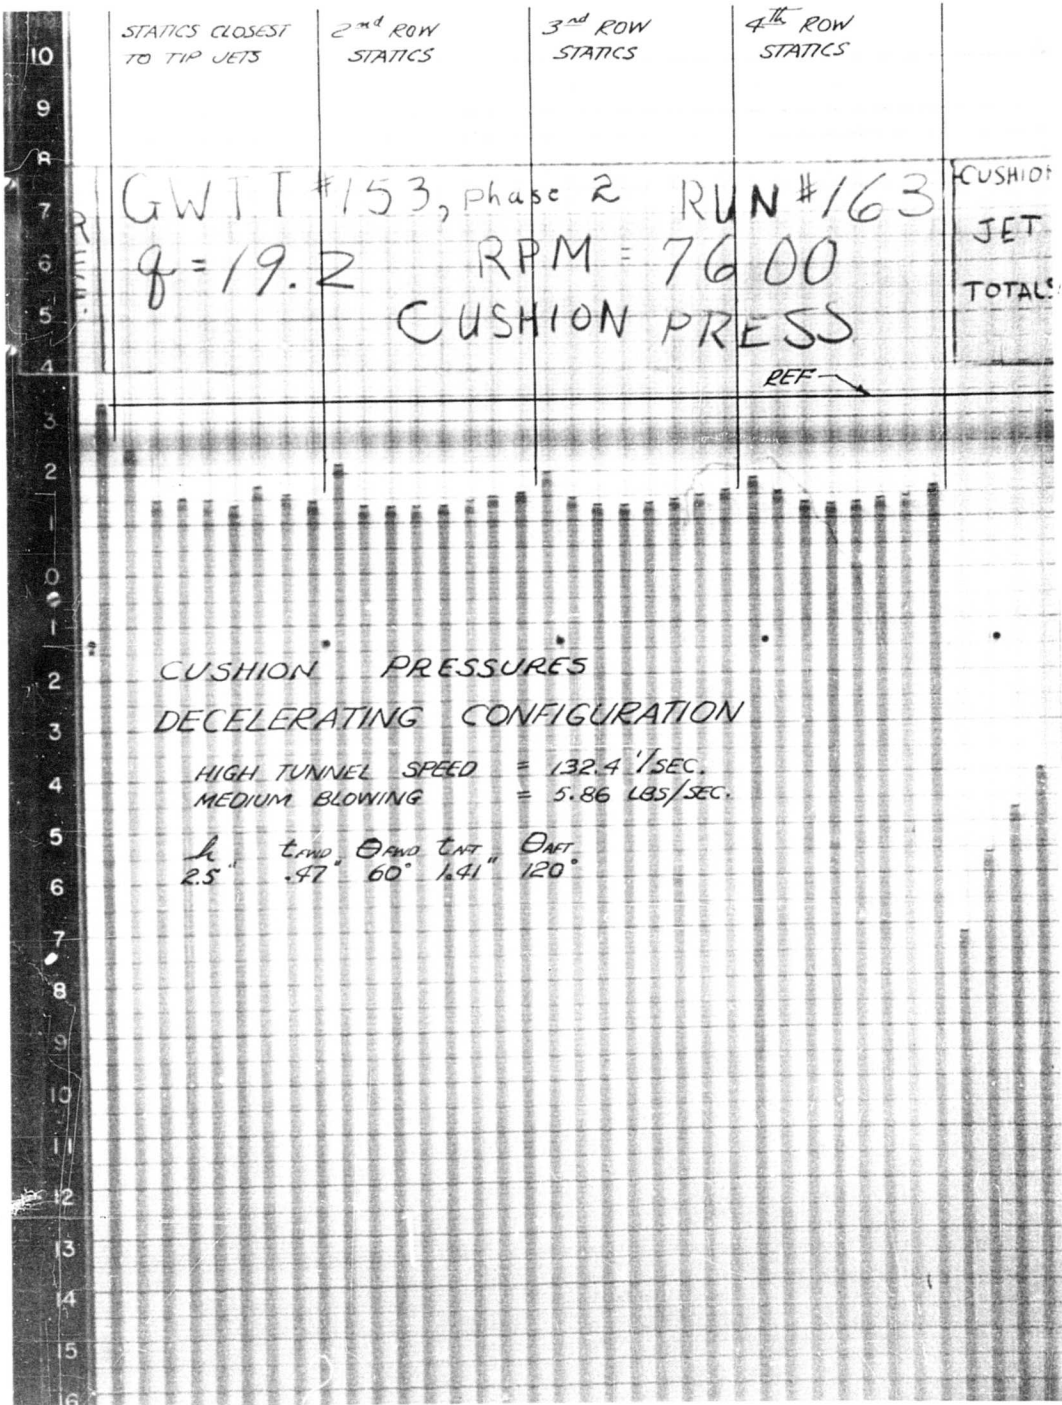 STATICS CLOSEST
TO TIP JETS
2nd ROW
STATICS
3rd ROW
STATICS
4th ROW
STATICS
10
9
8
7
6
5
4
3
2
1
0
1
2
3
4
5
6
7
8
9
10
11
12
13
14
15
16
REF.
GWTT #153, phase 2 RUN #163
q = 19.2 RPM = 7600
CUSHION PRESS
CUSHION
JET
TOTALS
REF
CUSHION PRESSURES
DECELERATING CONFIGURATION
HIGH TUNNEL SPEED = 132.4 '/SEC.
MEDIUM BLOWING = 5.86 LBS/SEC.
h tFWD θFWD tAFT θAFT
2.5" .47" 60° 1.41" 120°